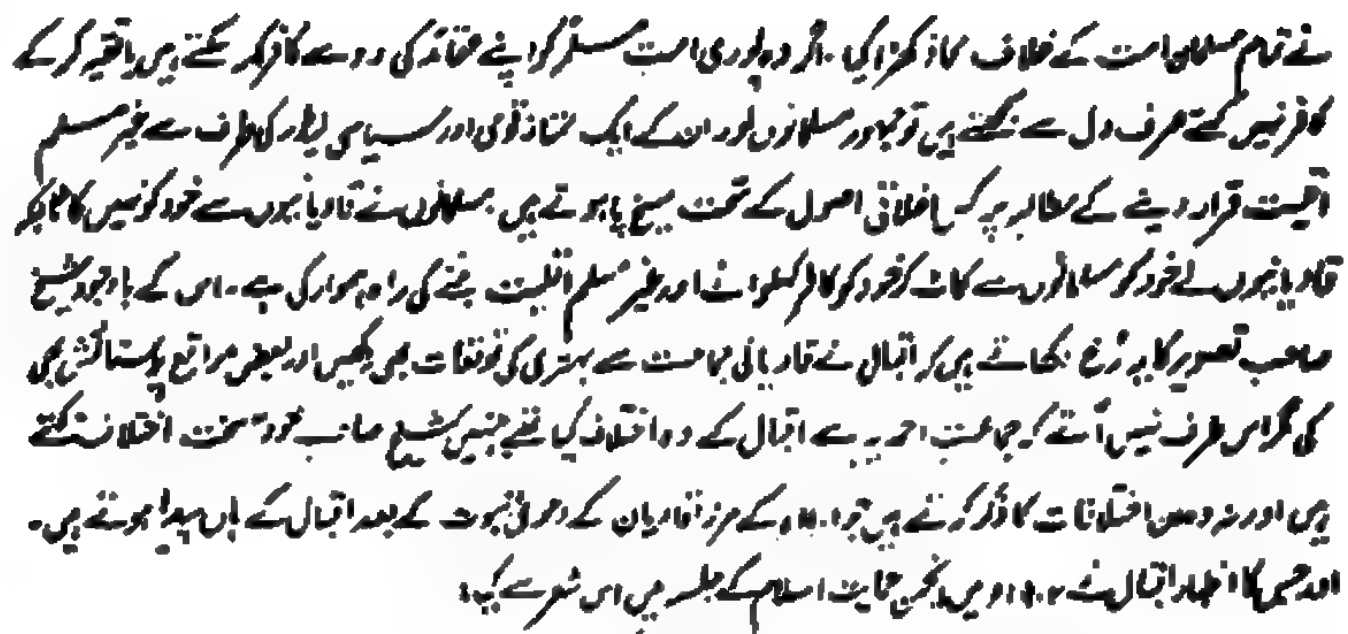 نے تمام مسلمان امت کے خلاف محاذ کھڑا کیا۔ اگر وہ پوری امت مسلمہ کو اپنے عقائد کی رو سے کافر کہہ سکتے ہیں یا تقیہ کر کے
کافر نہیں کہتے صرف دل سے سمجھتے ہیں تو جمہور مسلمانوں اور ان کے ایک ممتاز قومی اور سیاسی لیڈر کی طرف سے غیر مسلم
اقلیت قرار دینے کے مطالبہ پر کس اخلاقی اصول کے تحت سیخ پا ہوتے ہیں۔ مسلمانوں نے قادیانیوں سے خود کو نہیں کاٹا بلکہ
قادیانیوں نے خود کو مسلمانوں سے کاٹ کر خود کو کافر کہلوانے اور غیر مسلم اقلیت بننے کی راہ ہموار کی ہے۔ اس کے باوجود شیخ
صاحب تصویر کا یہ رُخ دکھاتے ہیں کہ اقبال نے قادیانی جماعت سے بہتری کی توقعات بھی رکھیں اور بعض مواقع پر ستائش بھی
کی مگر اس طرف نہیں آتے کہ جماعت احمدیہ سے اقبال کے وہ اختلاف کیا تھے جنہیں شیخ صاحب خود سخت اختلافات کہتے
ہیں اور نہ وہ ان اختلافات کا ذکر کرتے ہیں جو کے مرزا قادیان کے دعویٰ نبوت کے بعد اقبال کے ہاں پیدا ہوتے ہیں۔
اور جس کا اظہار اقبال نے ۱۹۰۲ء میں انجمن حمایت اسلام کے جلسہ میں اس شعر سے کیا: